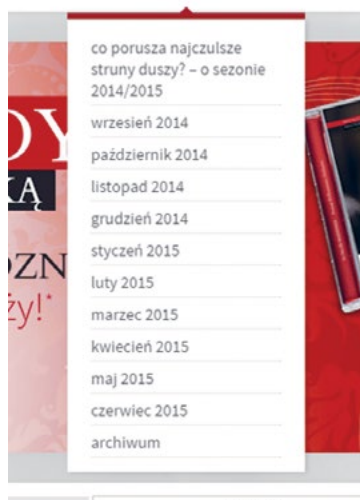 co porusza najczulsze
struny duszy? – o sezonie
2014/2015
wrzesień 2014
październik 2014
listopad 2014
grudzień 2014
styczeń 2015
luty 2015
marzec 2015
kwiecień 2015
maj 2015
czerwiec 2015
archiwum